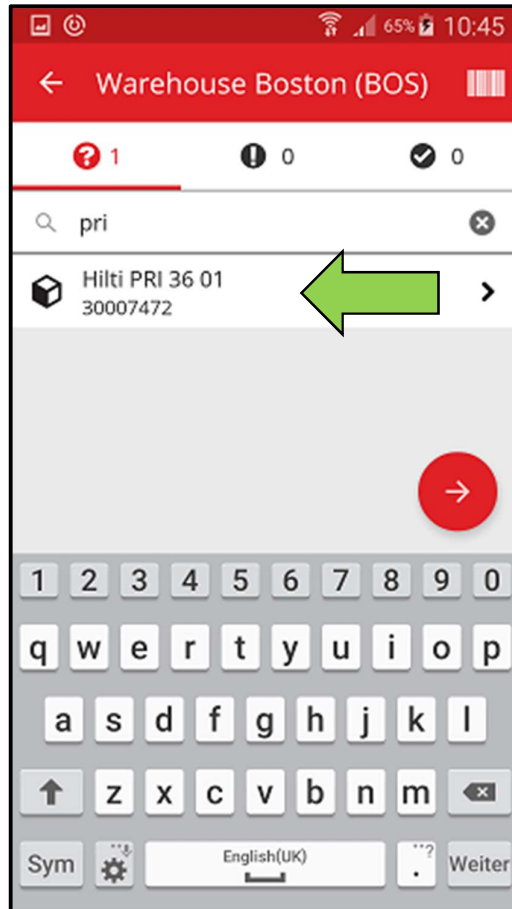 65% 10:45
Warehouse Boston (BOS)
1 0 0
pri
Hilti PRI 36 01
30007472
1 2 3 4 5 6 7 8 9 0
q w e r t y u i o p
a s d f g h j k l
z x c v b n m
Sym English(UK) . ? Weiter